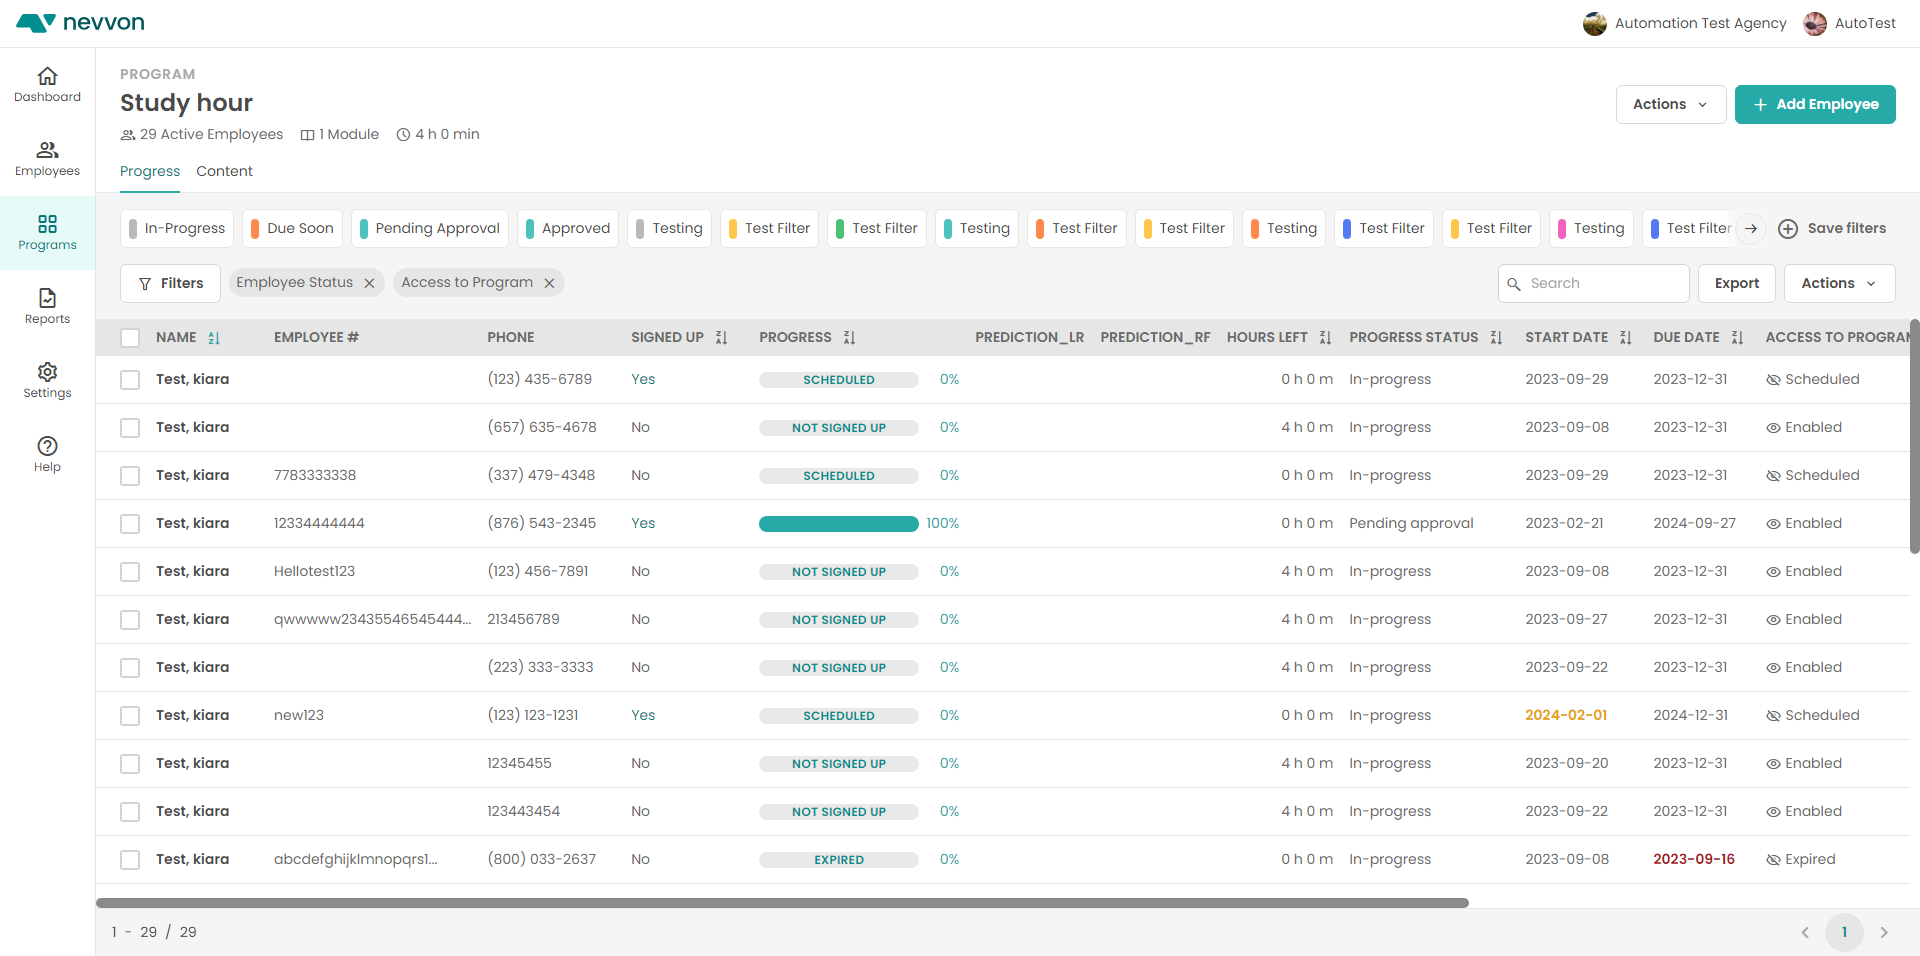 nevvon
Automation Test Agency AutoTest
Dashboard
Employees
Programs
Reports
Settings
Help
PROGRAM
Study hour
29 Active Employees 1 Module 4 h 0 min
Actions + Add Employee
Progress Content
In-Progress Due Soon Pending Approval Approved Testing Test Filter Test Filter Testing Test Filter Test Filter Testing Test Filter Test Filter Testing Test Filter Save filters
Filters Employee Status Access to Program Search Export Actions
NAME EMPLOYEE # PHONE SIGNED UP PROGRESS PREDICTION_LR PREDICTION_RF HOURS LEFT PROGRESS STATUS START DATE DUE DATE ACCESS TO PROGRAM
Test, kiara (123) 435-6789 Yes SCHEDULED 0% 0 h 0 m In-progress 2023-09-29 2023-12-31 Scheduled
Test, kiara (657) 635-4678 No NOT SIGNED UP 0% 4 h 0 m In-progress 2023-09-08 2023-12-31 Enabled
Test, kiara 7783333338 (337) 479-4348 No SCHEDULED 0% 0 h 0 m In-progress 2023-09-29 2023-12-31 Scheduled
Test, kiara 12334444444 (876) 543-2345 Yes 100% 0 h 0 m Pending approval 2023-02-21 2024-09-27 Enabled
Test, kiara Hellotest123 (123) 456-7891 No NOT SIGNED UP 0% 4 h 0 m In-progress 2023-09-08 2023-12-31 Enabled
Test, kiara qwwwww23435546545444... 213456789 No NOT SIGNED UP 0% 4 h 0 m In-progress 2023-09-27 2023-12-31 Enabled
Test, kiara (223) 333-3333 No NOT SIGNED UP 0% 4 h 0 m In-progress 2023-09-22 2023-12-31 Enabled
Test, kiara new123 (123) 123-1231 Yes SCHEDULED 0% 0 h 0 m In-progress 2024-02-01 2024-12-31 Scheduled
Test, kiara 12345455 No NOT SIGNED UP 0% 4 h 0 m In-progress 2023-09-20 2023-12-31 Enabled
Test, kiara 123443454 No NOT SIGNED UP 0% 4 h 0 m In-progress 2023-09-22 2023-12-31 Enabled
Test, kiara abcdefghijklmnopqrs1... (800) 033-2637 No EXPIRED 0% 0 h 0 m In-progress 2023-09-08 2023-09-16 Expired
1 - 29 / 29 1